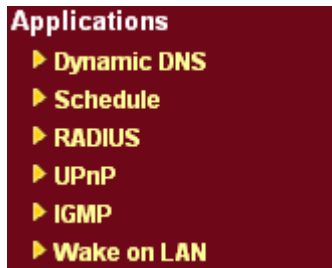 Applications
Dynamic DNS
Schedule
RADIUS
UPnP
IGMP
Wake on LAN